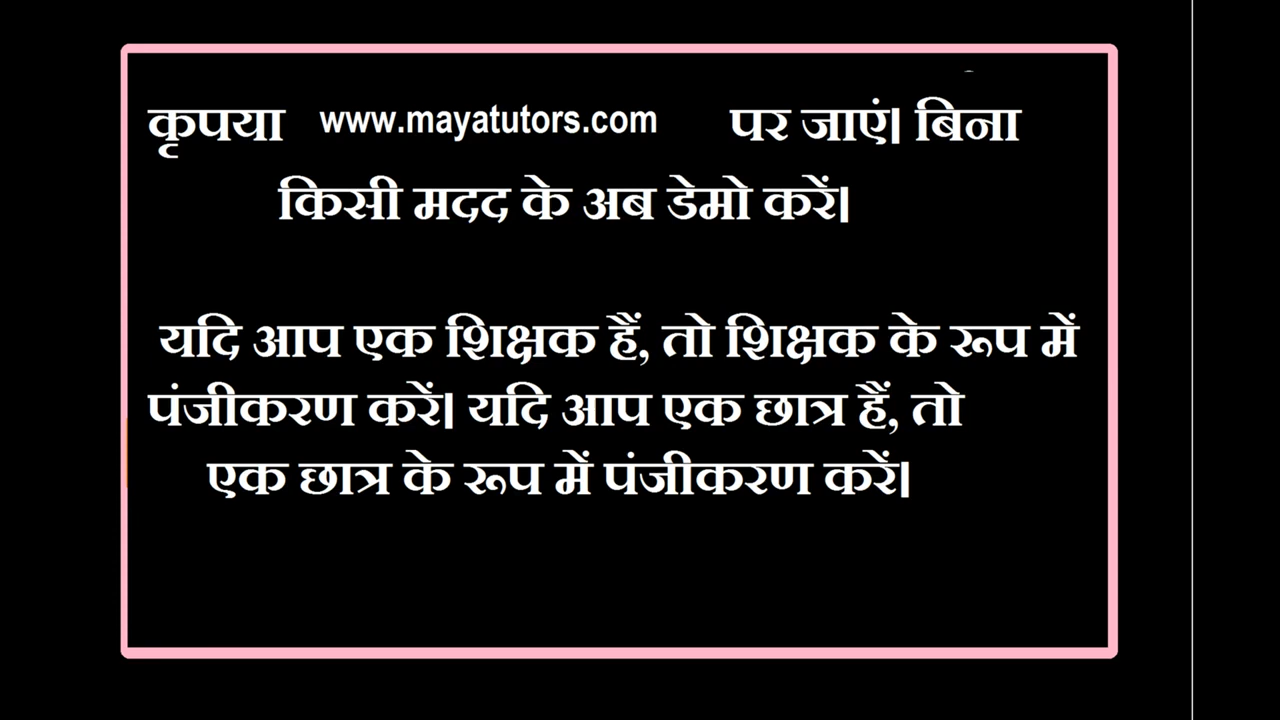 कृपया www.mayatutors.com पर जाएं। बिना
किसी मदद के अब डेमो करें।
यदि आप एक शिक्षक हैं, तो शिक्षक के रूप में
पंजीकरण करें। यदि आप एक छात्र हैं, तो
एक छात्र के रूप में पंजीकरण करें।